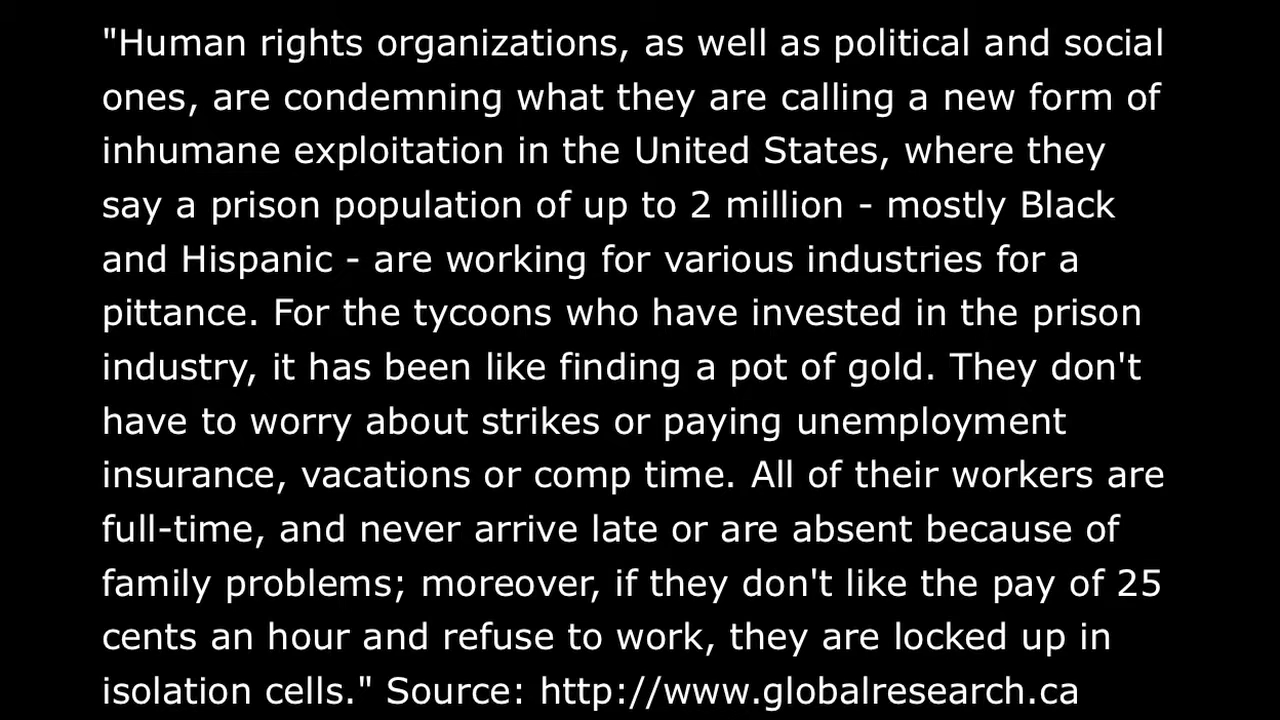 "Human rights organizations, as well as political and social
ones, are condemning what they are calling a new form of
inhumane exploitation in the United States, where they
say a prison population of up to 2 million - mostly Black
and Hispanic - are working for various industries for a
pittance. For the tycoons who have invested in the prison
industry, it has been like finding a pot of gold. They don't
have to worry about strikes or paying unemployment
insurance, vacations or comp time. All of their workers are
full-time, and never arrive late or are absent because of
family problems; moreover, if they don't like the pay of 25
cents an hour and refuse to work, they are locked up in
isolation cells." Source: http://www.globalresearch.ca